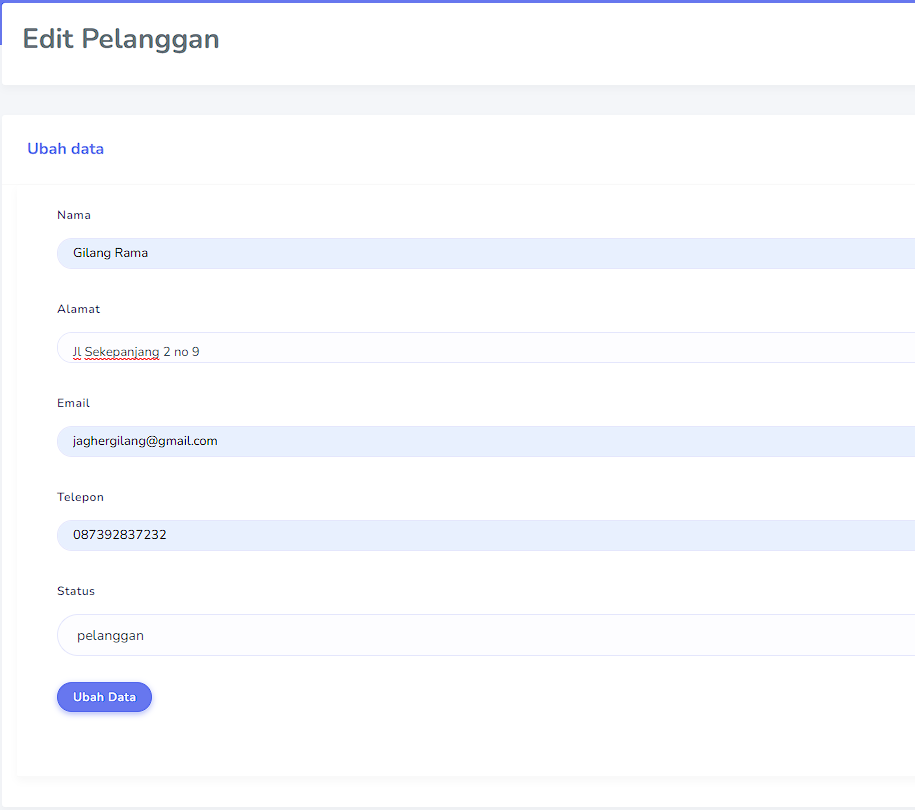 Edit Pelanggan
Ubah data
Nama
Gilang Rama
Alamat
Jl Sekepanjang 2 no 9
Email
jaghergilang@gmail.com
Telepon
087392837232
Status
pelanggan
Ubah Data